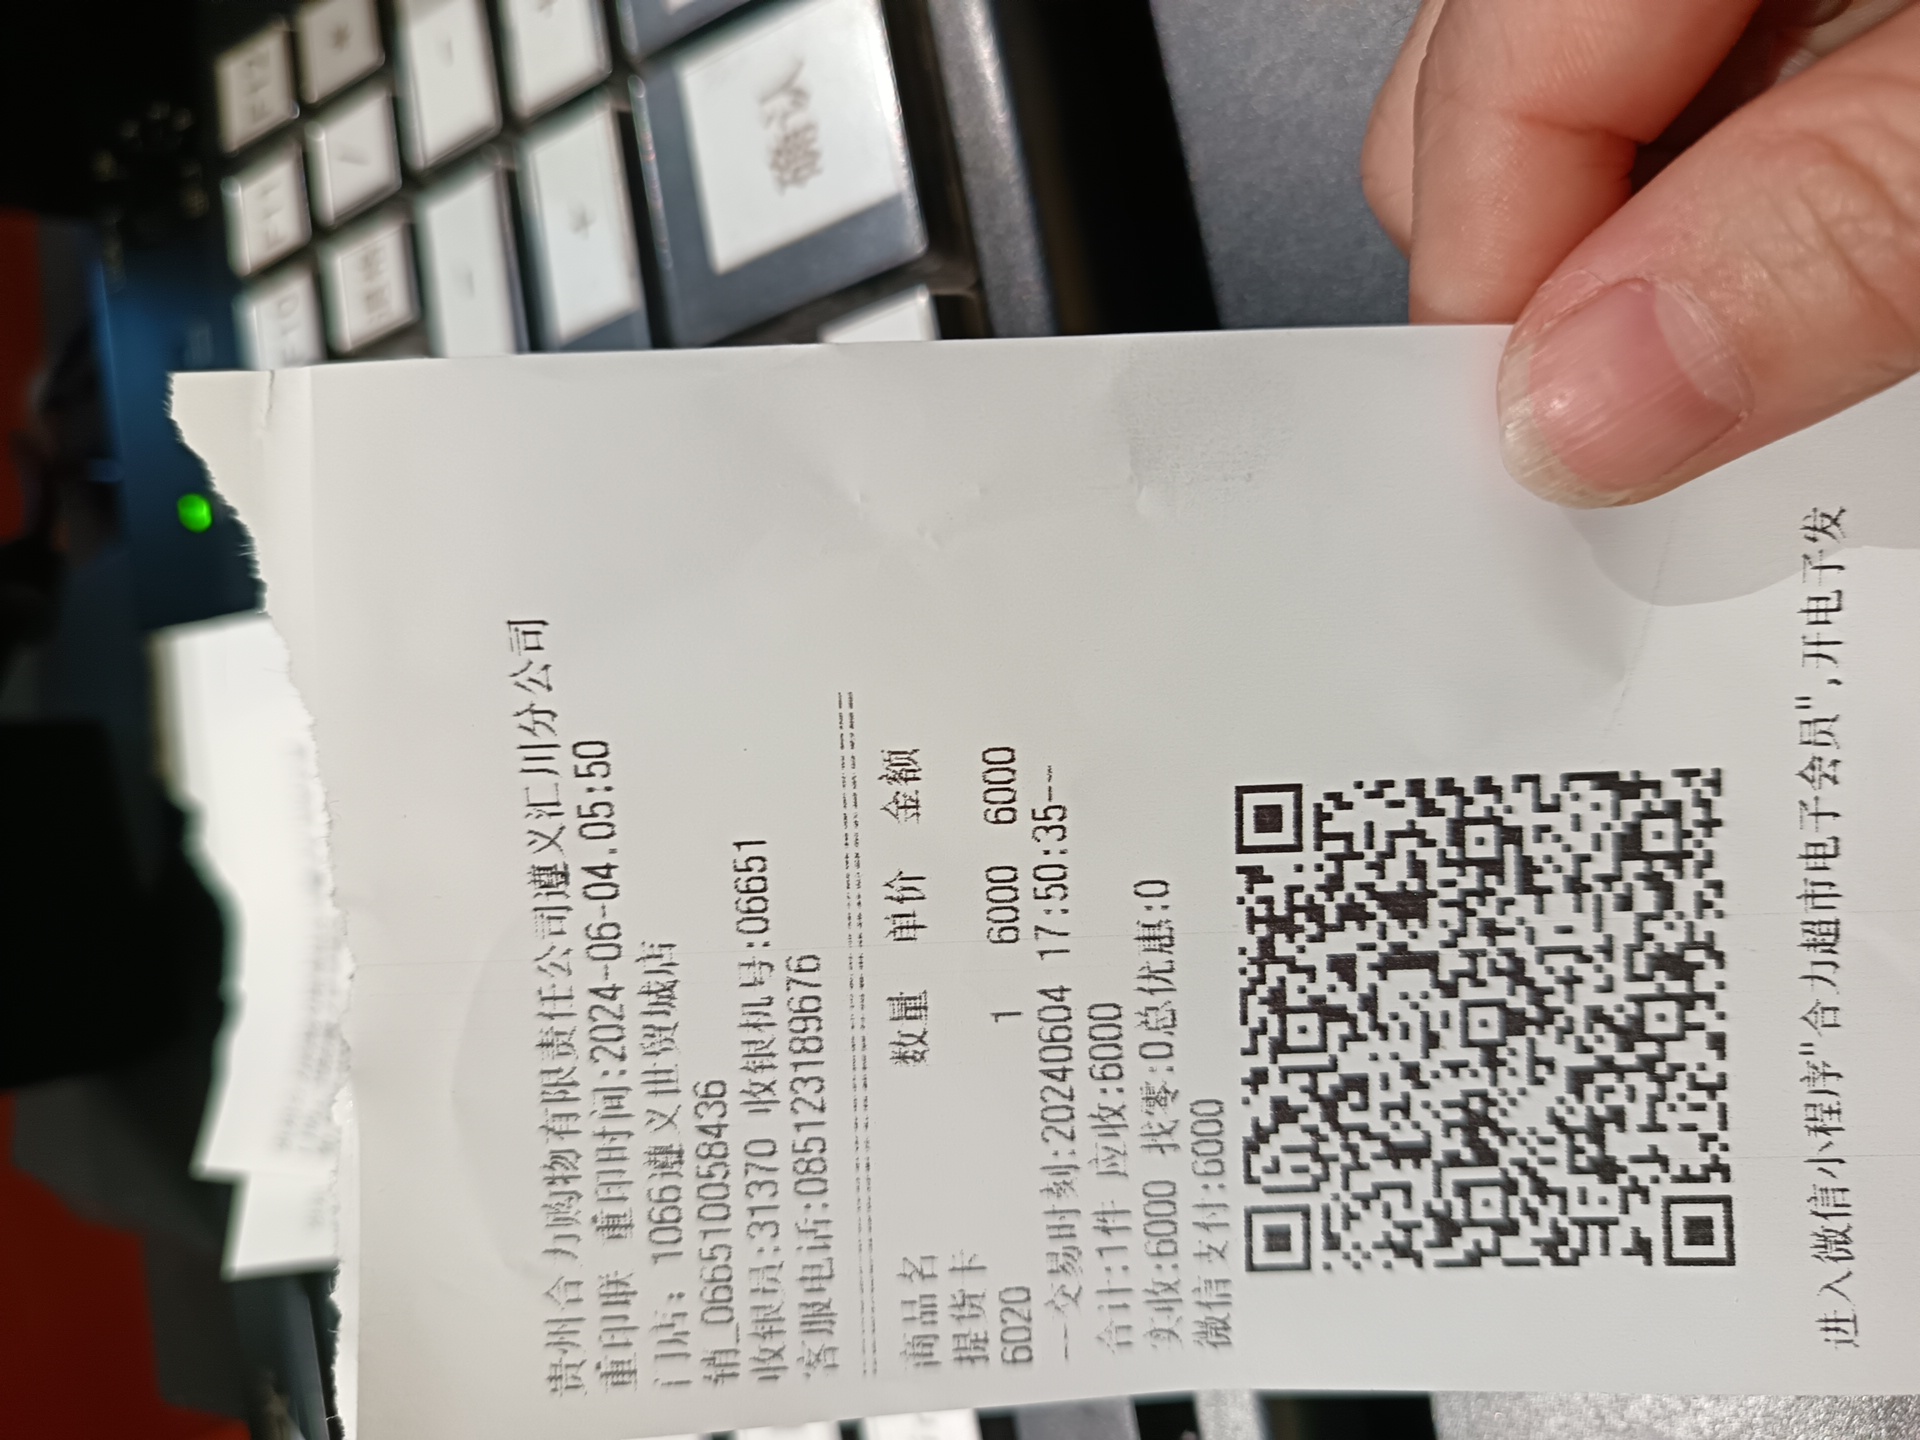 贵州合力购物有限责任公司遵义汇川分公司
重印联 重印时间:2024-06-04.05:50
门店: 1066遵义世贸城店
销_066510058436
收银员:31370 收银机号:06651
客服电话:085123189676
商品名 数量 单价 金额
提货卡
6020 1 6000 6000
--交易时刻:20240604 17:50:35--
合计:1件 应收:6000
实收:6000 找零:0总优惠:0
微信支付:6000
进入微信小程序"合力超市电子会员",开电子发
F12
*
-
F11
/
确认
F10
+